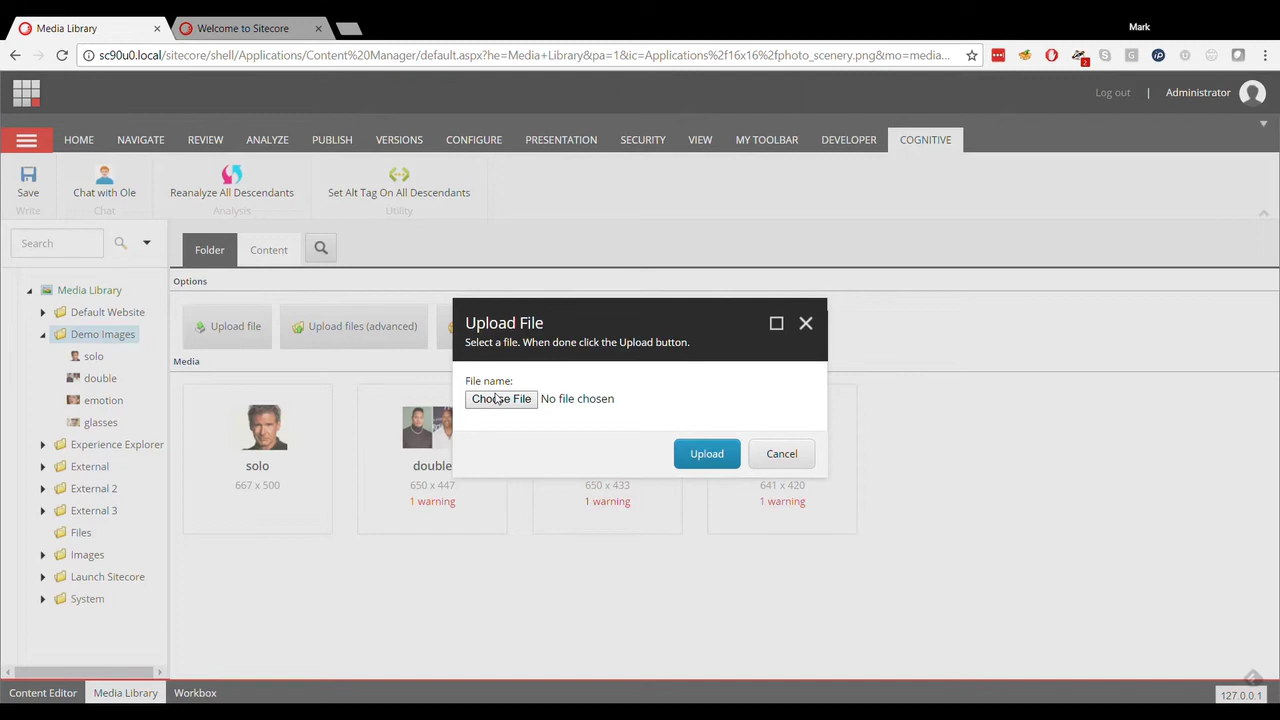 Media Library
Welcome to Sitecore
Mark
sc90u0.local/sitecore/shell/Applications/Content%20Manager/default.aspx?he=Media+Library&pa=1&ic=Applications%2f16x16%2fphoto_scenery.png&mo=media...
2
Log out | Administrator
HOME NAVIGATE REVIEW ANALYZE PUBLISH VERSIONS CONFIGURE PRESENTATION SECURITY VIEW MY TOOLBAR DEVELOPER COGNITIVE
Save Chat with Ole Reanalyze All Descendants Set Alt Tag On All Descendants
Write Chat Analysis Utility
Search
Folder Content
Media Library
Default Website
Demo Images
solo
double
emotion
glasses
Experience Explorer
External
External 2
External 3
Files
Images
Launch Sitecore
System
Options
Upload file Upload files (advanced)
Media
solo
667 x 500
double
650 x 447
1 warning
650 x 433
1 warning
641 x 420
1 warning
Upload File
Select a file. When done click the Upload button.
File name:
Choose File No file chosen
Upload Cancel
Content Editor Media Library Workbox
127.0.0.1